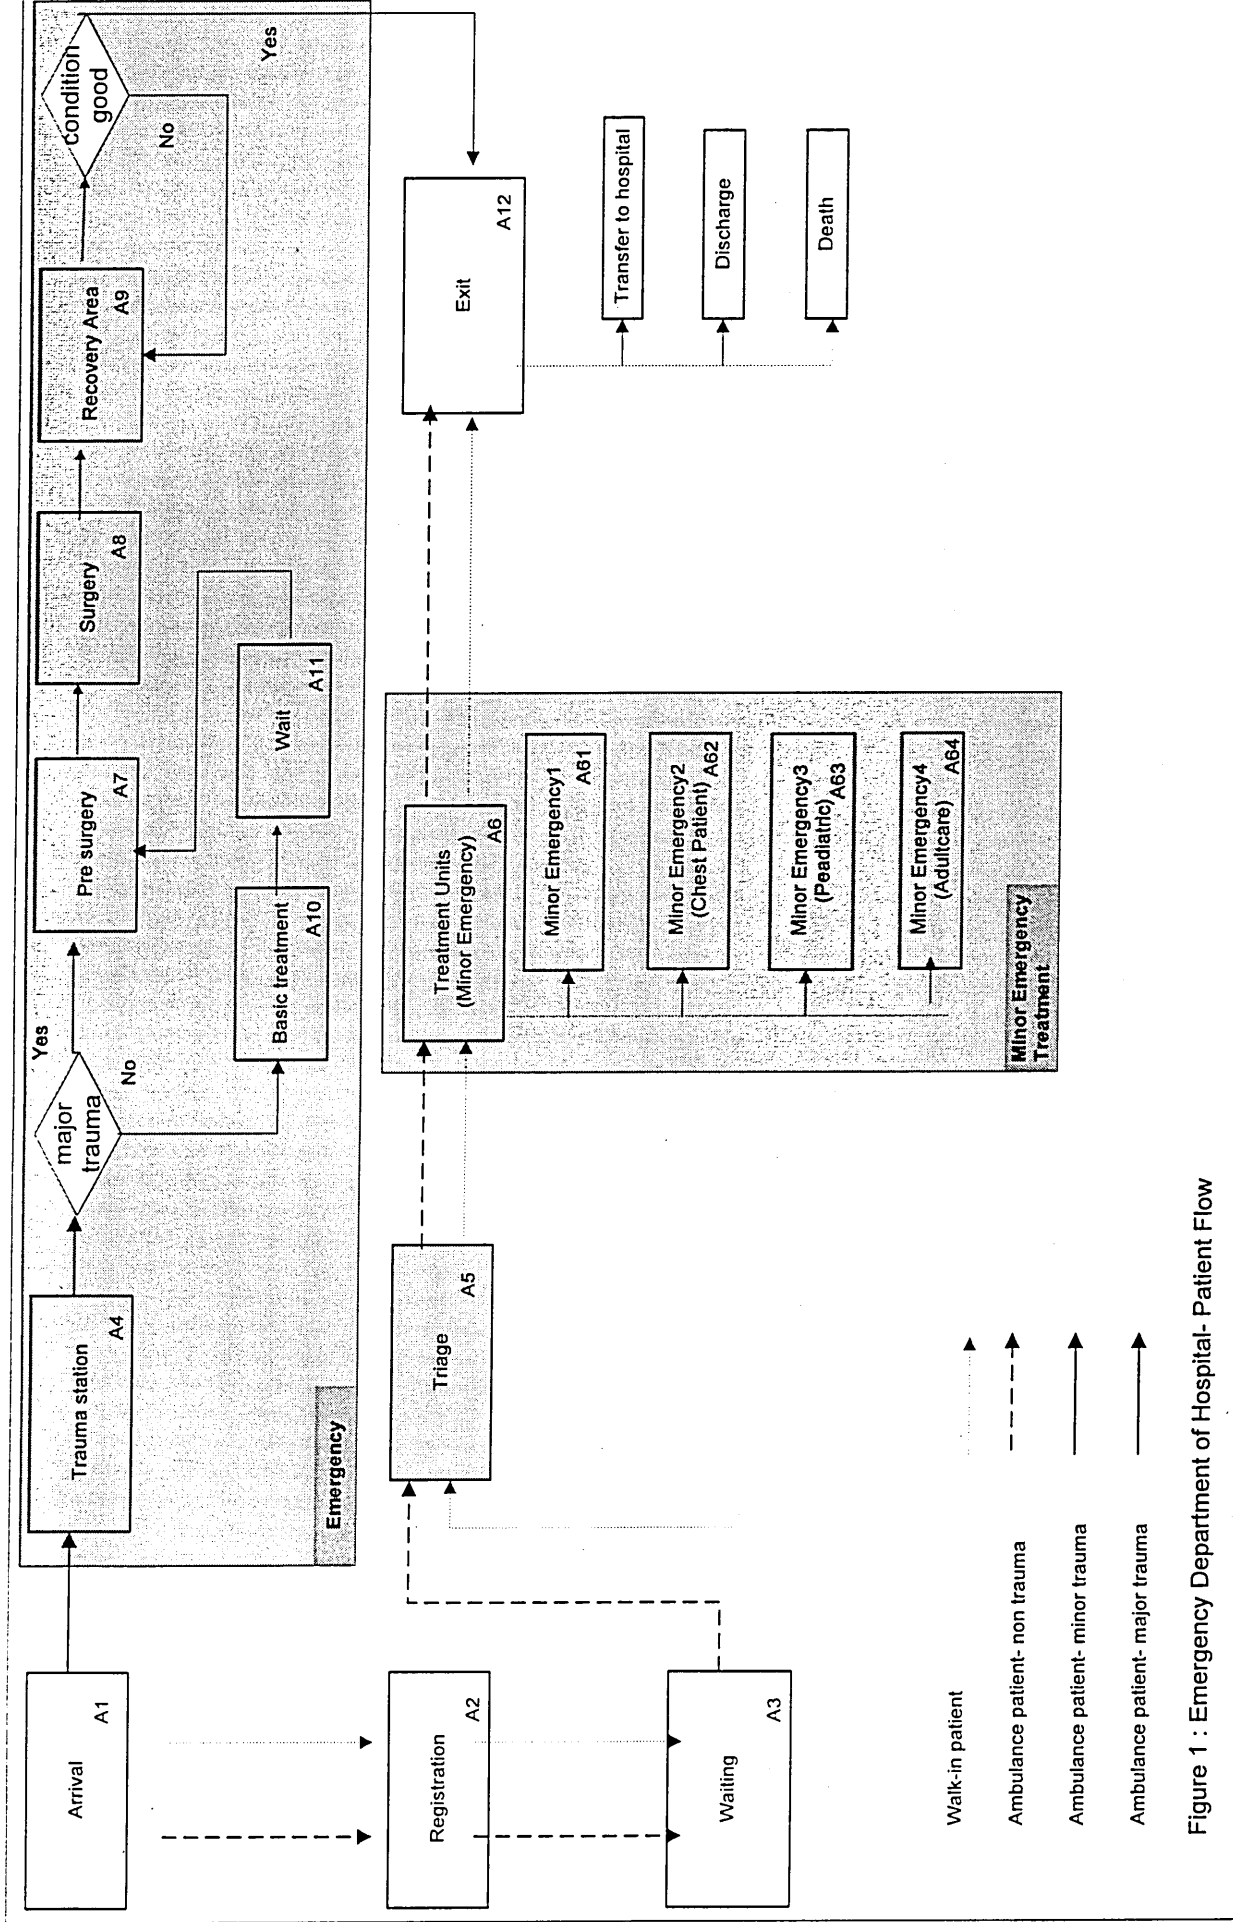 Arrival
A1
Trauma station
A4
major
trauma
Yes
No
Pre surgery
A7
Surgery
A8
Recovery Area
A9
condition
good
No
Yes
Basic treatment
A10
Wait
A11
Emergency
Registration
A2
Triage
A5
Treatment Units
(Minor Emergency)
A6
Exit
A12
Waiting
A3
Minor Emergency1
A61
Minor Emergency2
(Chest Patient)
A62
Minor Emergency3
(Peadiatric)
A63
Minor Emergency4
(Adultcare)
A64
Minor Emergency
Treatment
Transfer to hospital
Discharge
Death
Walk-in patient
Ambulance patient- non trauma
Ambulance patient- minor trauma
Ambulance patient- major trauma
Figure 1 : Emergency Department of Hospital- Patient Flow